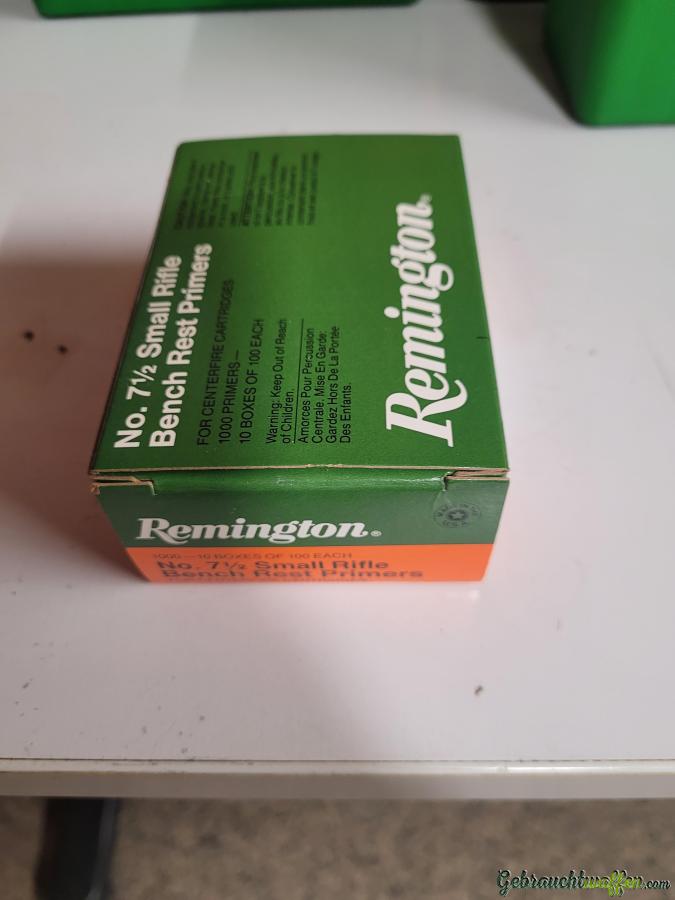 No. 7½ Small Rifle
Bench Rest Primers
FOR CENTERFIRE CARTRIDGES
1000 PRIMERS—
10 BOXES OF 100 EACH
Warning: Keep Out of Reach
of Children.
Amorces Pour Percussion
Centrale. Mise En Garde:
Gardez Hors De La Portée
Des Enfants.
Remington®
Remington®
1000—10 BOXES OF 100 EACH
No. 7½ Small Rifle
Bench Rest Primers
Gebrauchtwaffen.com